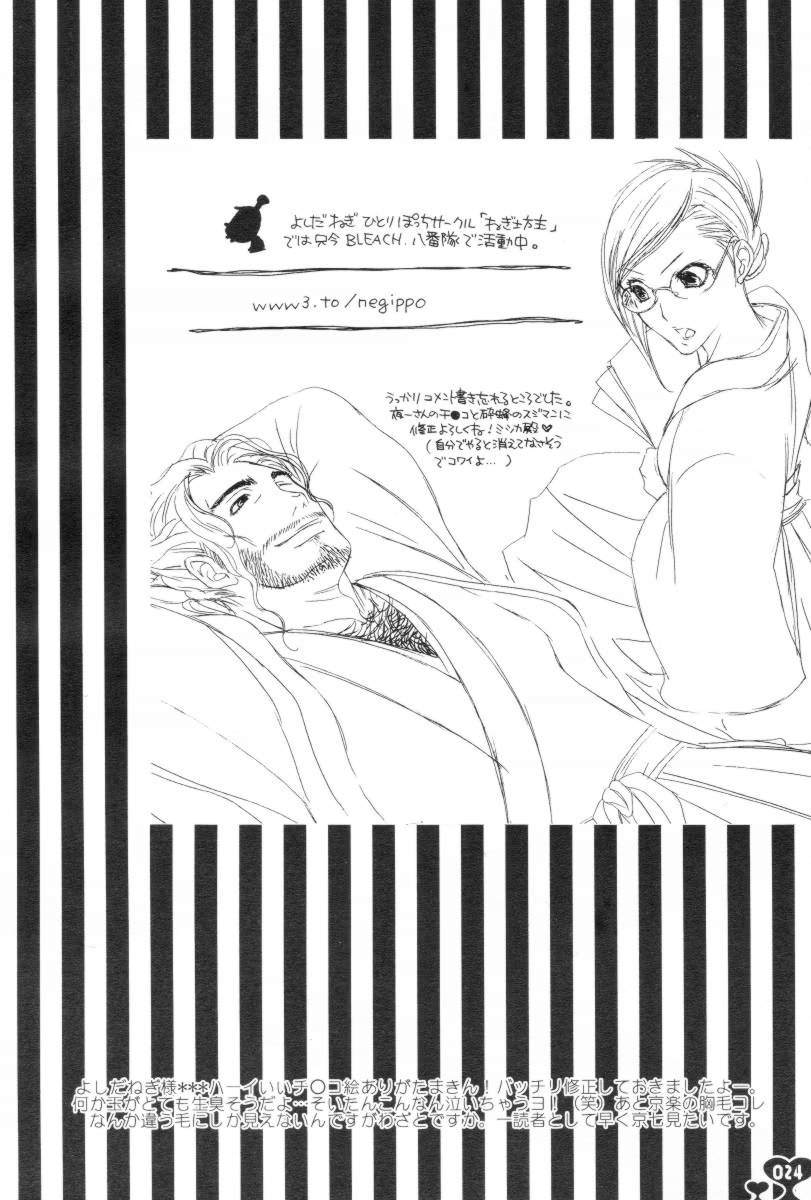 よしだねぎ ひとりぽっちサークル「ねぎ土方主」
では只今 BLEACH. 八番隊で活動中。
www3.to/negippo
うっかりコメント書き忘れるところでした。
夜一さんのチ●コと砕蜂のスジマンに
修正よろしくね!ミツカ殿♥
(自分でやると消えてなさそう
でコワイよ…)
よしだねぎ様***ハーイいいチ○コ絵ありがたまきん!バッチリ修正しておきましたよー。
何か玉がとても生臭そうだよ…そいたんこんなん泣いちゃうヨ!(笑)あと京楽の胸毛コレ
なんか違う毛にしか見えないんですがわざとですか。一読者として早く京七見たいです。
024